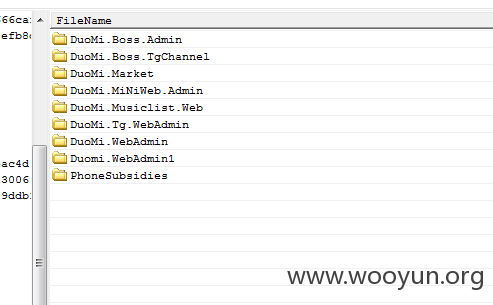 566ca
efb8
ac4d
3006
9ddb
FileName
DuoMi.Boss.Admin
DuoMi.Boss.TgChannel
DuoMi.Market
DuoMi.MiNiWeb.Admin
DuoMi.Musiclist.Web
DuoMi.Tg.WebAdmin
DuoMi.WebAdmin
Duomi.WebAdmin1
PhoneSubsidies
www.wooyun.org